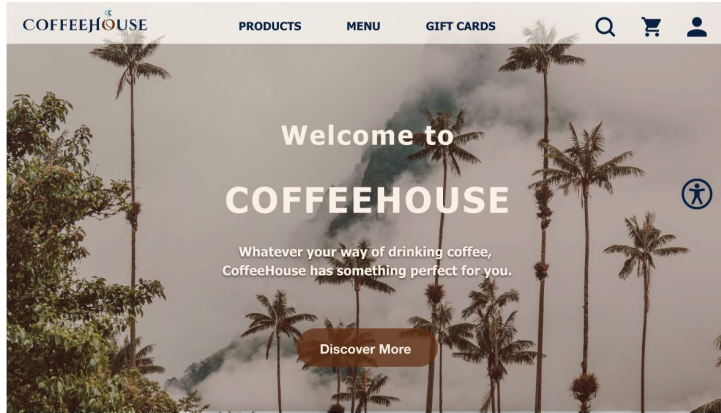 COFFEEHOUSE
PRODUCTS MENU GIFT CARDS
Welcome to
COFFEEHOUSE
Whatever your way of drinking coffee,
CoffeeHouse has something perfect for you.
Discover More